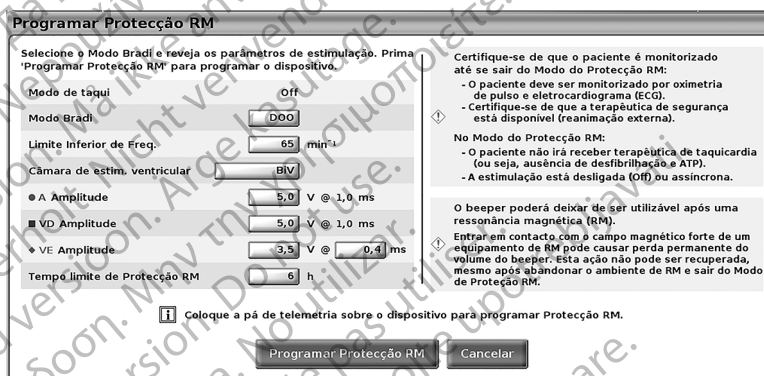 Programar Protecção RM
Selecione o Modo Bradi e reveja os parâmetros de estimulação. Prima
'Programar Protecção RM' para programar o dispositivo.
Modo de taqui Off
Modo Bradi DOO
Limite Inferior de Freq. 65 min⁻¹
Câmara de estim. ventricular BiV
A Amplitude 5,0 V @ 1,0 ms
VD Amplitude 5,0 V @ 1,0 ms
VE Amplitude 3,5 V @ 0,4 ms
Tempo limite de Protecção RM 6 h
Certifique-se de que o paciente é monitorizado
até se sair do Modo do Protecção RM:
- O paciente deve ser monitorizado por oximetria
de pulso e eletrocardiograma (ECG).
- Certifique-se de que a terapêutica de segurança
está disponível (reanimação externa).
No Modo do Protecção RM:
- O paciente não irá receber terapêutica de taquicardia
(ou seja, ausência de desfibrilhação e ATP).
- A estimulação está desligada (Off) ou assíncrona.
O beeper poderá deixar de ser utilizável após uma
ressonância magnética (RM).
Entrar em contacto com o campo magnético forte de um
equipamento de RM pode causar perda permanente do
volume do beeper. Esta ação não pode ser recuperada,
mesmo após abandonar o ambiente de RM e sair do Modo
de Proteção RM.
Coloque a pá de telemetria sobre o dispositivo para programar Protecção RM.
Programar Protecção RM
Cancelar